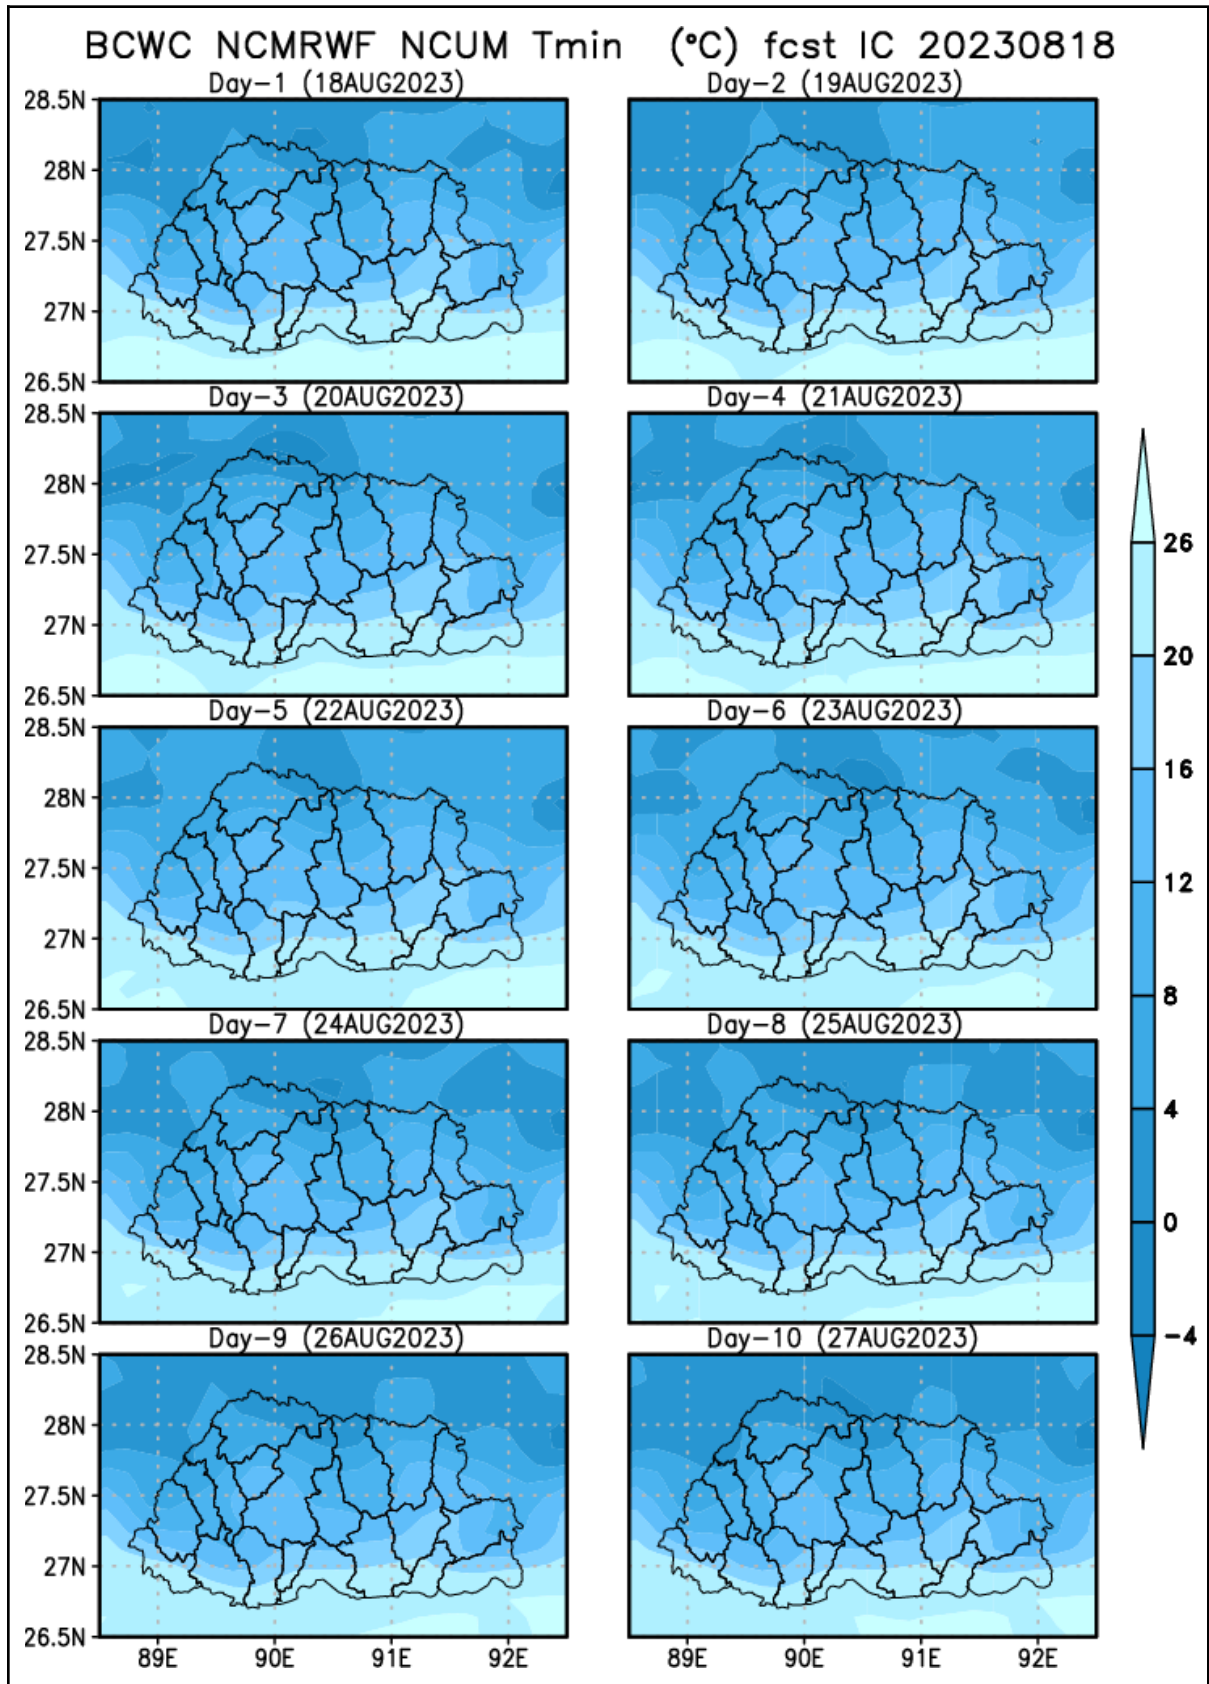 BCWC NCMRWF NCUM Tmin (°C) fcst IC 20230818
Day-1 (18AUG2023) Day-2 (19AUG2023)
28.5N
28N
27.5N
27N
26.5N
Day-3 (20AUG2023) Day-4 (21AUG2023)
28.5N
28N
27.5N
27N
26.5N
Day-5 (22AUG2023) Day-6 (23AUG2023)
28.5N
28N
27.5N
27N
26.5N
Day-7 (24AUG2023) Day-8 (25AUG2023)
28.5N
28N
27.5N
27N
26.5N
Day-9 (26AUG2023) Day-10 (27AUG2023)
28.5N
28N
27.5N
27N
26.5N
89E 90E 91E 92E 89E 90E 91E 92E
26
20
16
12
8
4
0
-4